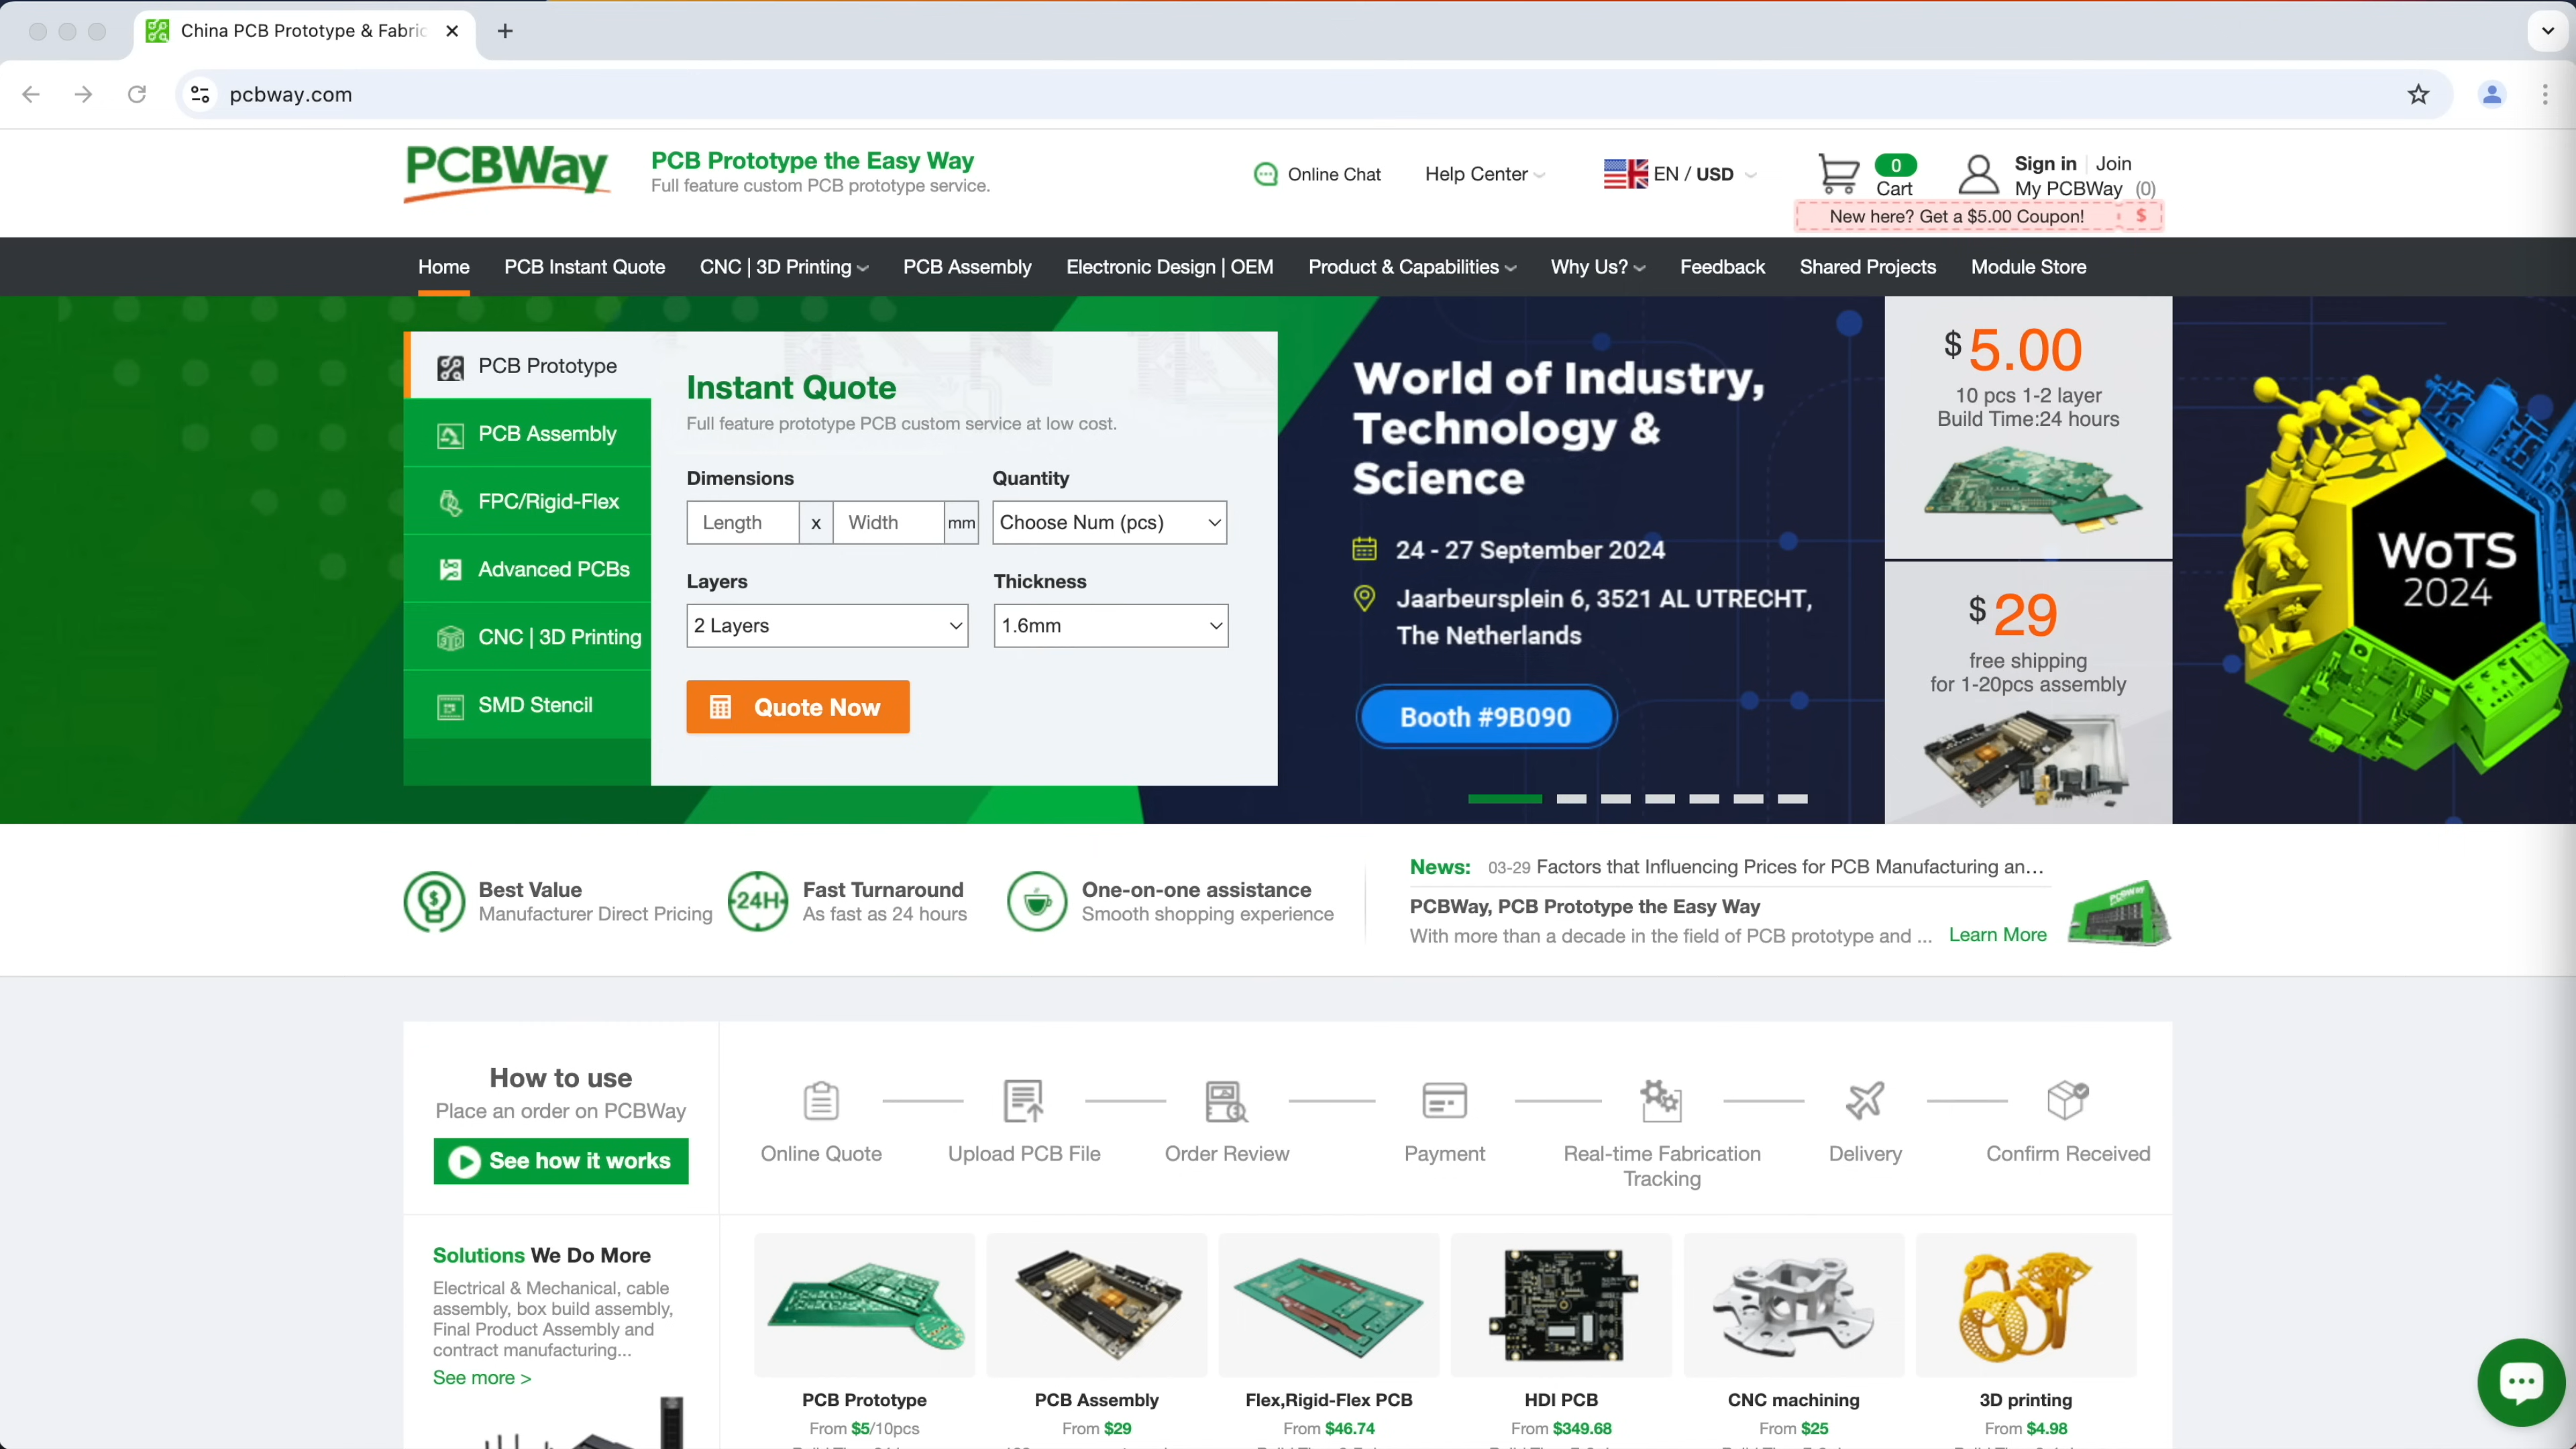 China PCB Prototype & Fabric
pcbway.com
PCBWay
PCB Prototype the Easy Way
Full feature custom PCB prototype service.
Online Chat
Help Center
EN / USD
0
Cart
Sign in
Join
My PCBWay (0)
New here? Get a $5.00 Coupon!
$
Home
PCB Instant Quote
CNC | 3D Printing
PCB Assembly
Electronic Design | OEM
Product & Capabilities
Why Us?
Feedback
Shared Projects
Module Store
PCB Prototype
PCB Assembly
FPC/Rigid-Flex
Advanced PCBs
CNC | 3D Printing
SMD Stencil
Instant Quote
Full feature prototype PCB custom service at low cost.
Dimensions
Quantity
Length
x
Width
mm
Choose Num (pcs)
Layers
Thickness
2 Layers
1.6mm
Quote Now
World of Industry,
Technology &
Science
24 - 27 September 2024
Jaarbeursplein 6, 3521 AL UTRECHT,
The Netherlands
Booth #9B090
$ 5.00
10 pcs 1-2 layer
Build Time:24 hours
$ 29
free shipping
for 1-20pcs assembly
WoTS
2024
Best Value
Manufacturer Direct Pricing
24H
Fast Turnaround
As fast as 24 hours
One-on-one assistance
Smooth shopping experience
News:
03-29 Factors that Influencing Prices for PCB Manufacturing an...
PCBWay, PCB Prototype the Easy Way
With more than a decade in the field of PCB prototype and ...
Learn More
How to use
Place an order on PCBWay
See how it works
Online Quote
Upload PCB File
Order Review
Payment
Real-time Fabrication
Tracking
Delivery
Confirm Received
Solutions We Do More
Electrical & Mechanical, cable
assembly, box build assembly,
Final Product Assembly and
contract manufacturing...
See more >
PCB Prototype
From $5/10pcs
PCB Assembly
From $29
Flex,Rigid-Flex PCB
From $46.74
HDI PCB
From $349.68
CNC machining
From $25
3D printing
From $4.98